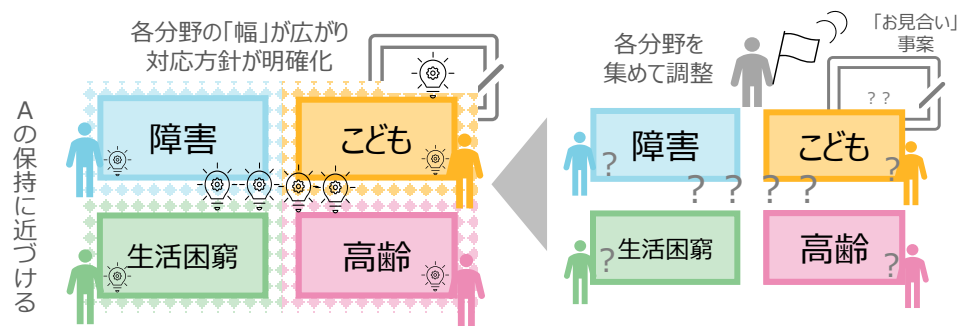 Aの保持に近づける
各分野の「幅」が広がり
対応方針が明確化
障害
こども
生活困窮
高齢
各分野を
集めて調整
「お見合い」
事案
? ?
障害
こども
?
?
? ? ? ?
生活困窮
高齢
?
?